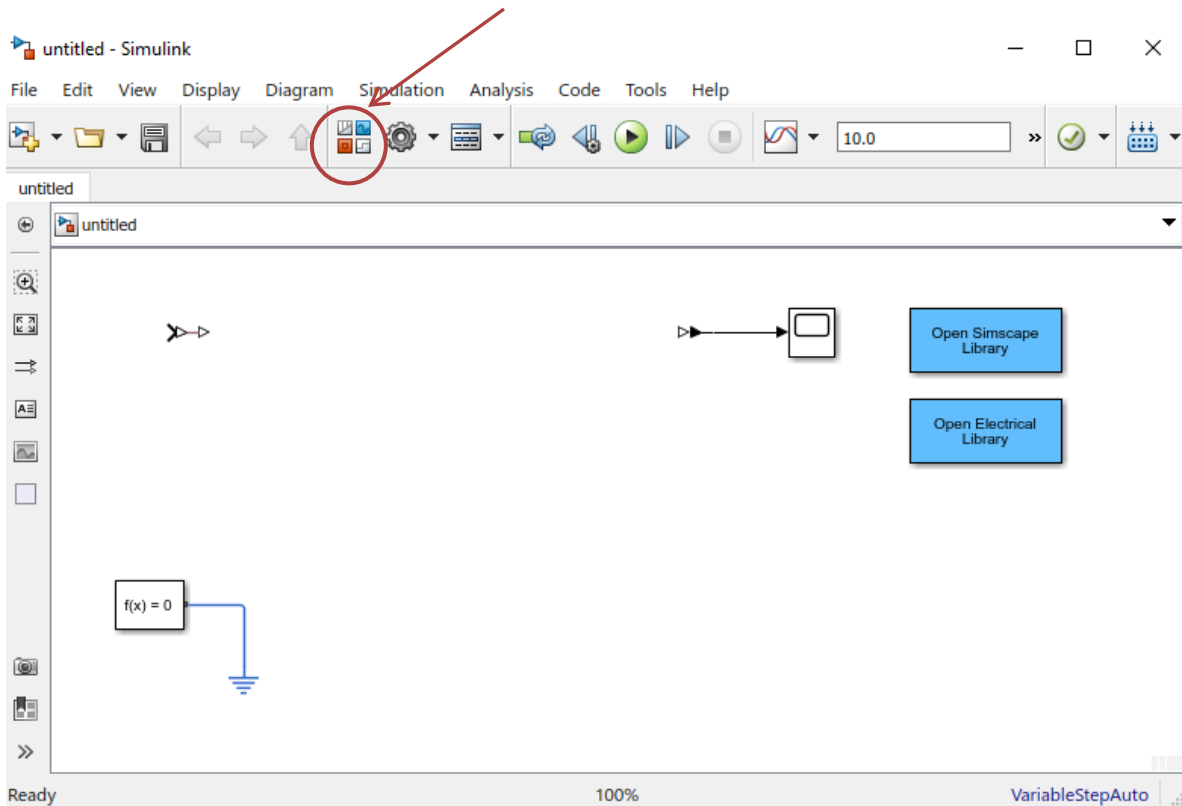 untitled - Simulink
File Edit View Display Diagram Simulation Analysis Code Tools Help
10.0
untitled
untitled
Open Simscape
Library
Open Electrical
Library
f(x) = 0
Ready 100% VariableStepAuto